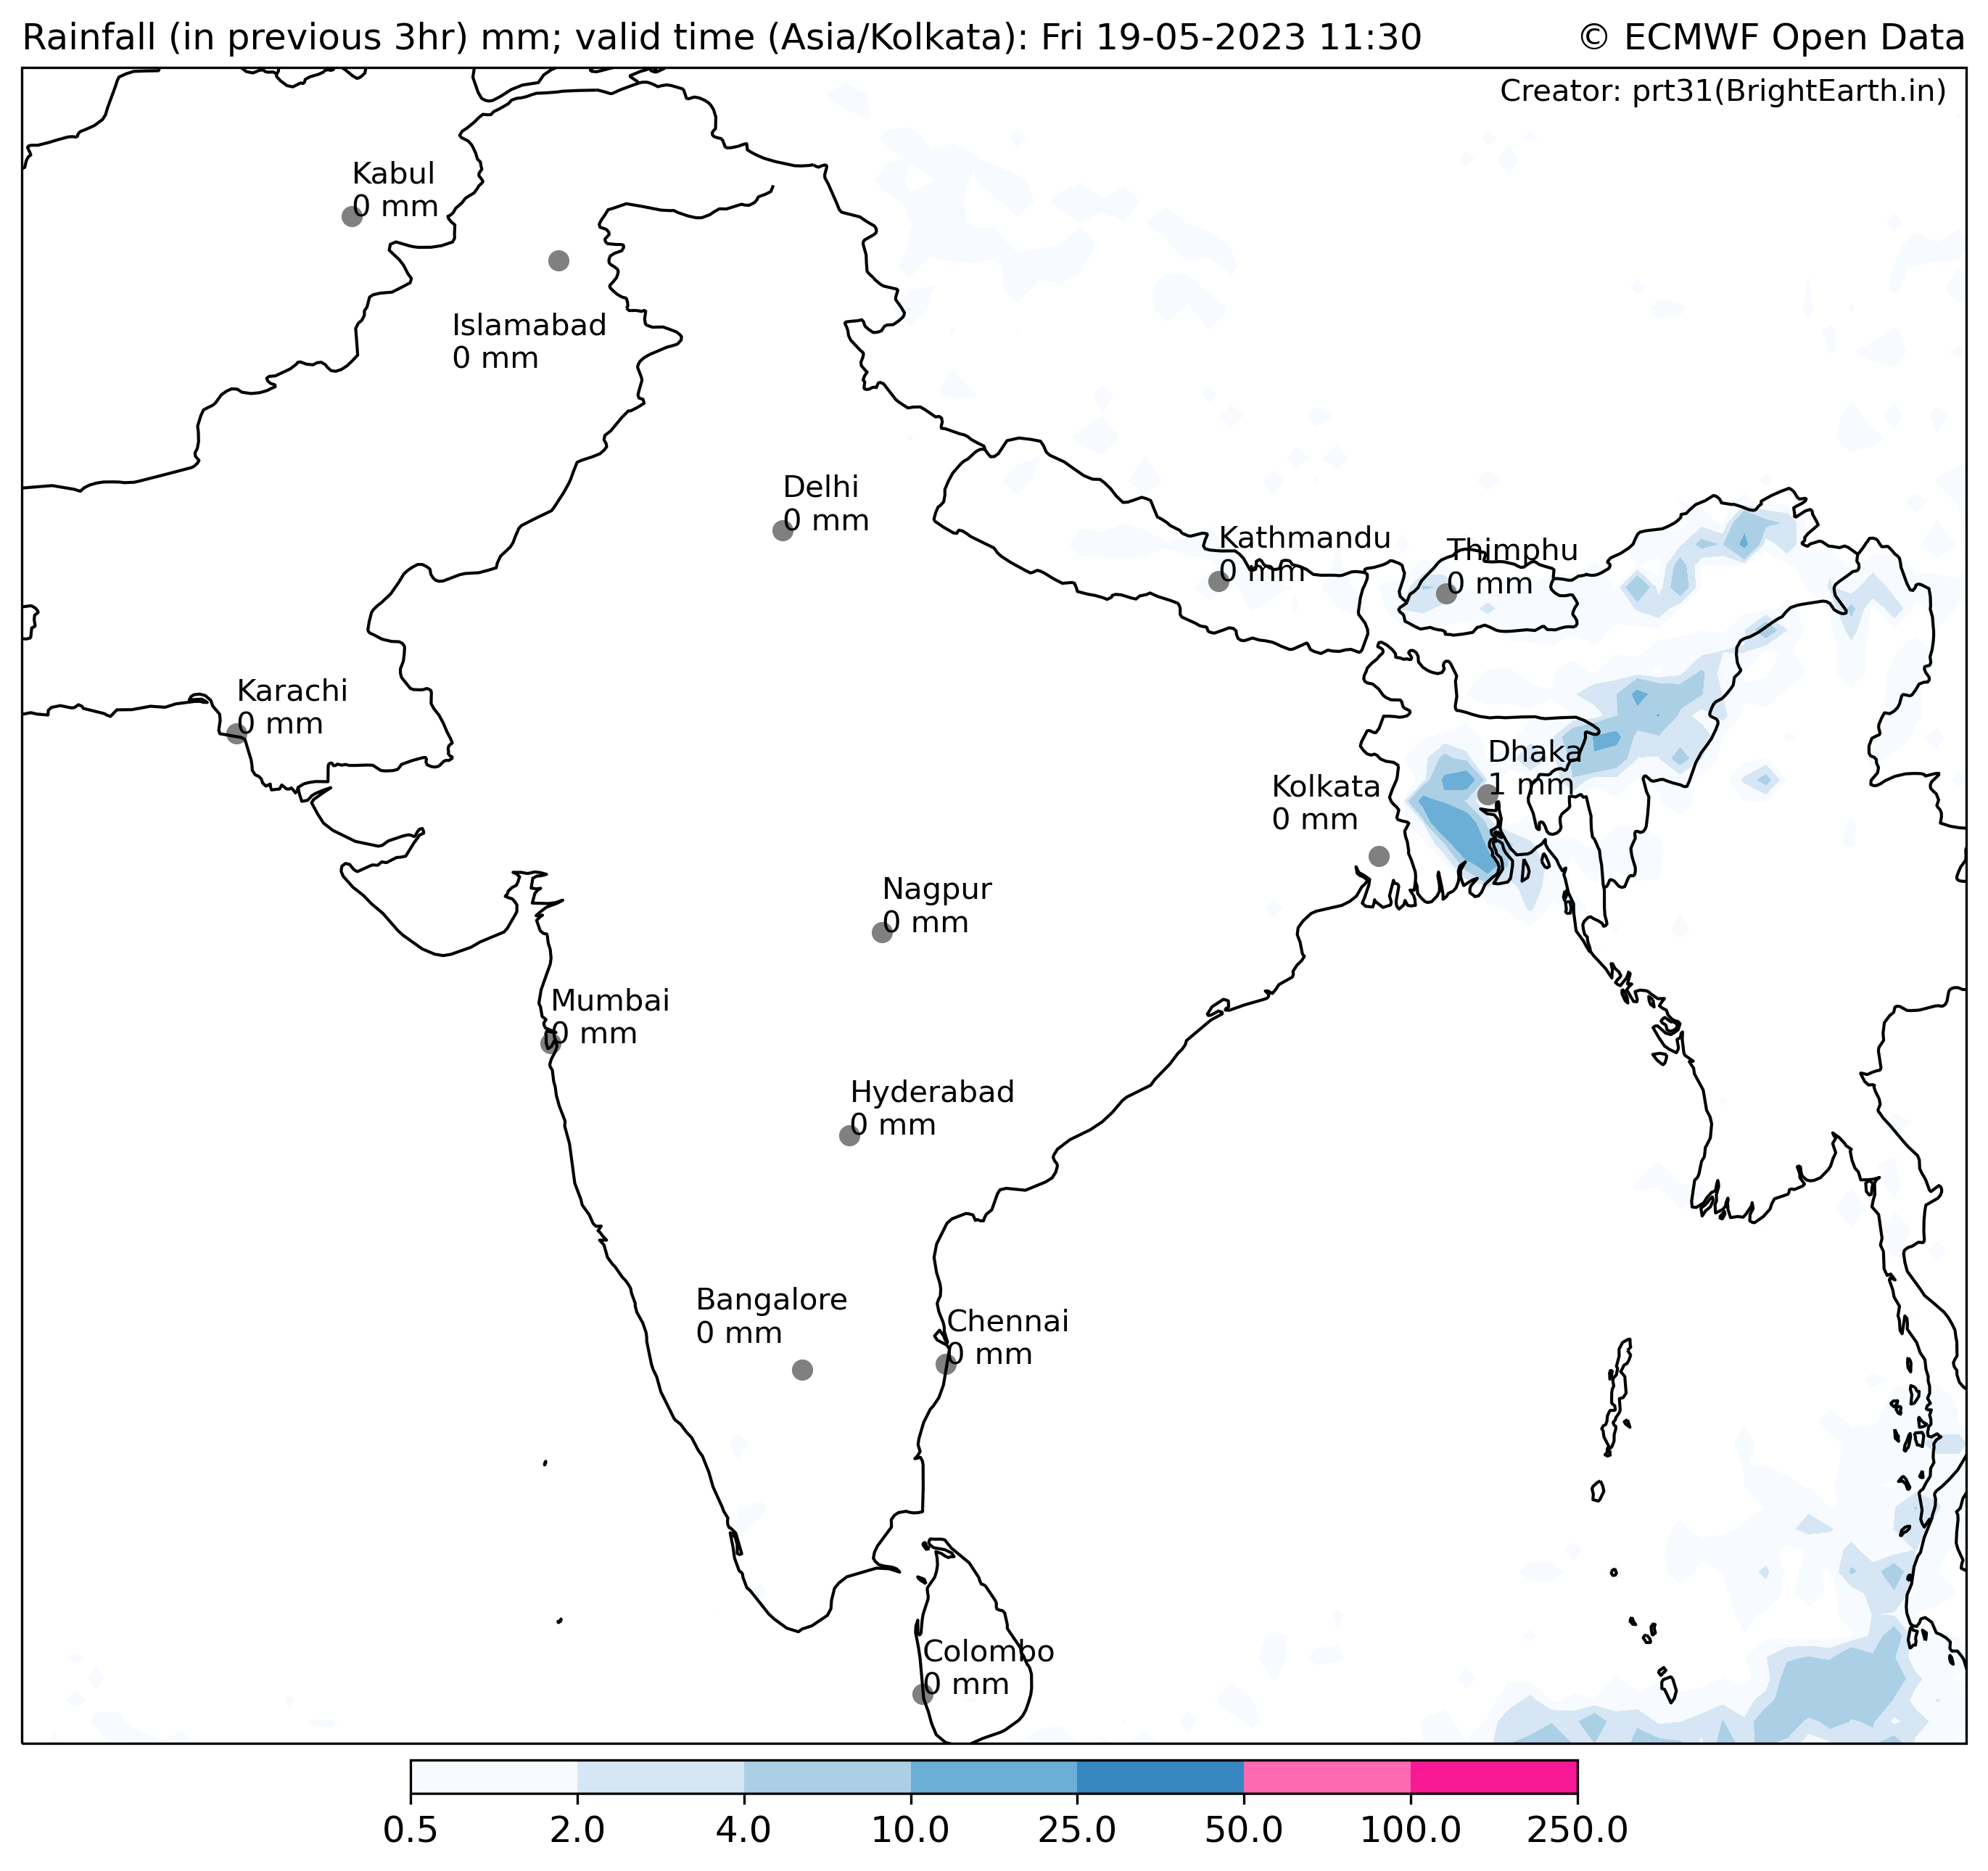 Rainfall (in previous 3hr) mm; valid time (Asia/Kolkata): Fri 19-05-2023 11:30
© ECMWF Open Data
Creator: prt31(BrightEarth.in)
Kabul
0 mm
Islamabad
0 mm
Delhi
0 mm
Kathmandu
0 mm
Thimphu
0 mm
Karachi
0 mm
Dhaka
1 mm
Kolkata
0 mm
Nagpur
0 mm
Mumbai
0 mm
Hyderabad
0 mm
Bangalore
0 mm
Chennai
0 mm
Colombo
0 mm
0.5 2.0 4.0 10.0 25.0 50.0 100.0 250.0